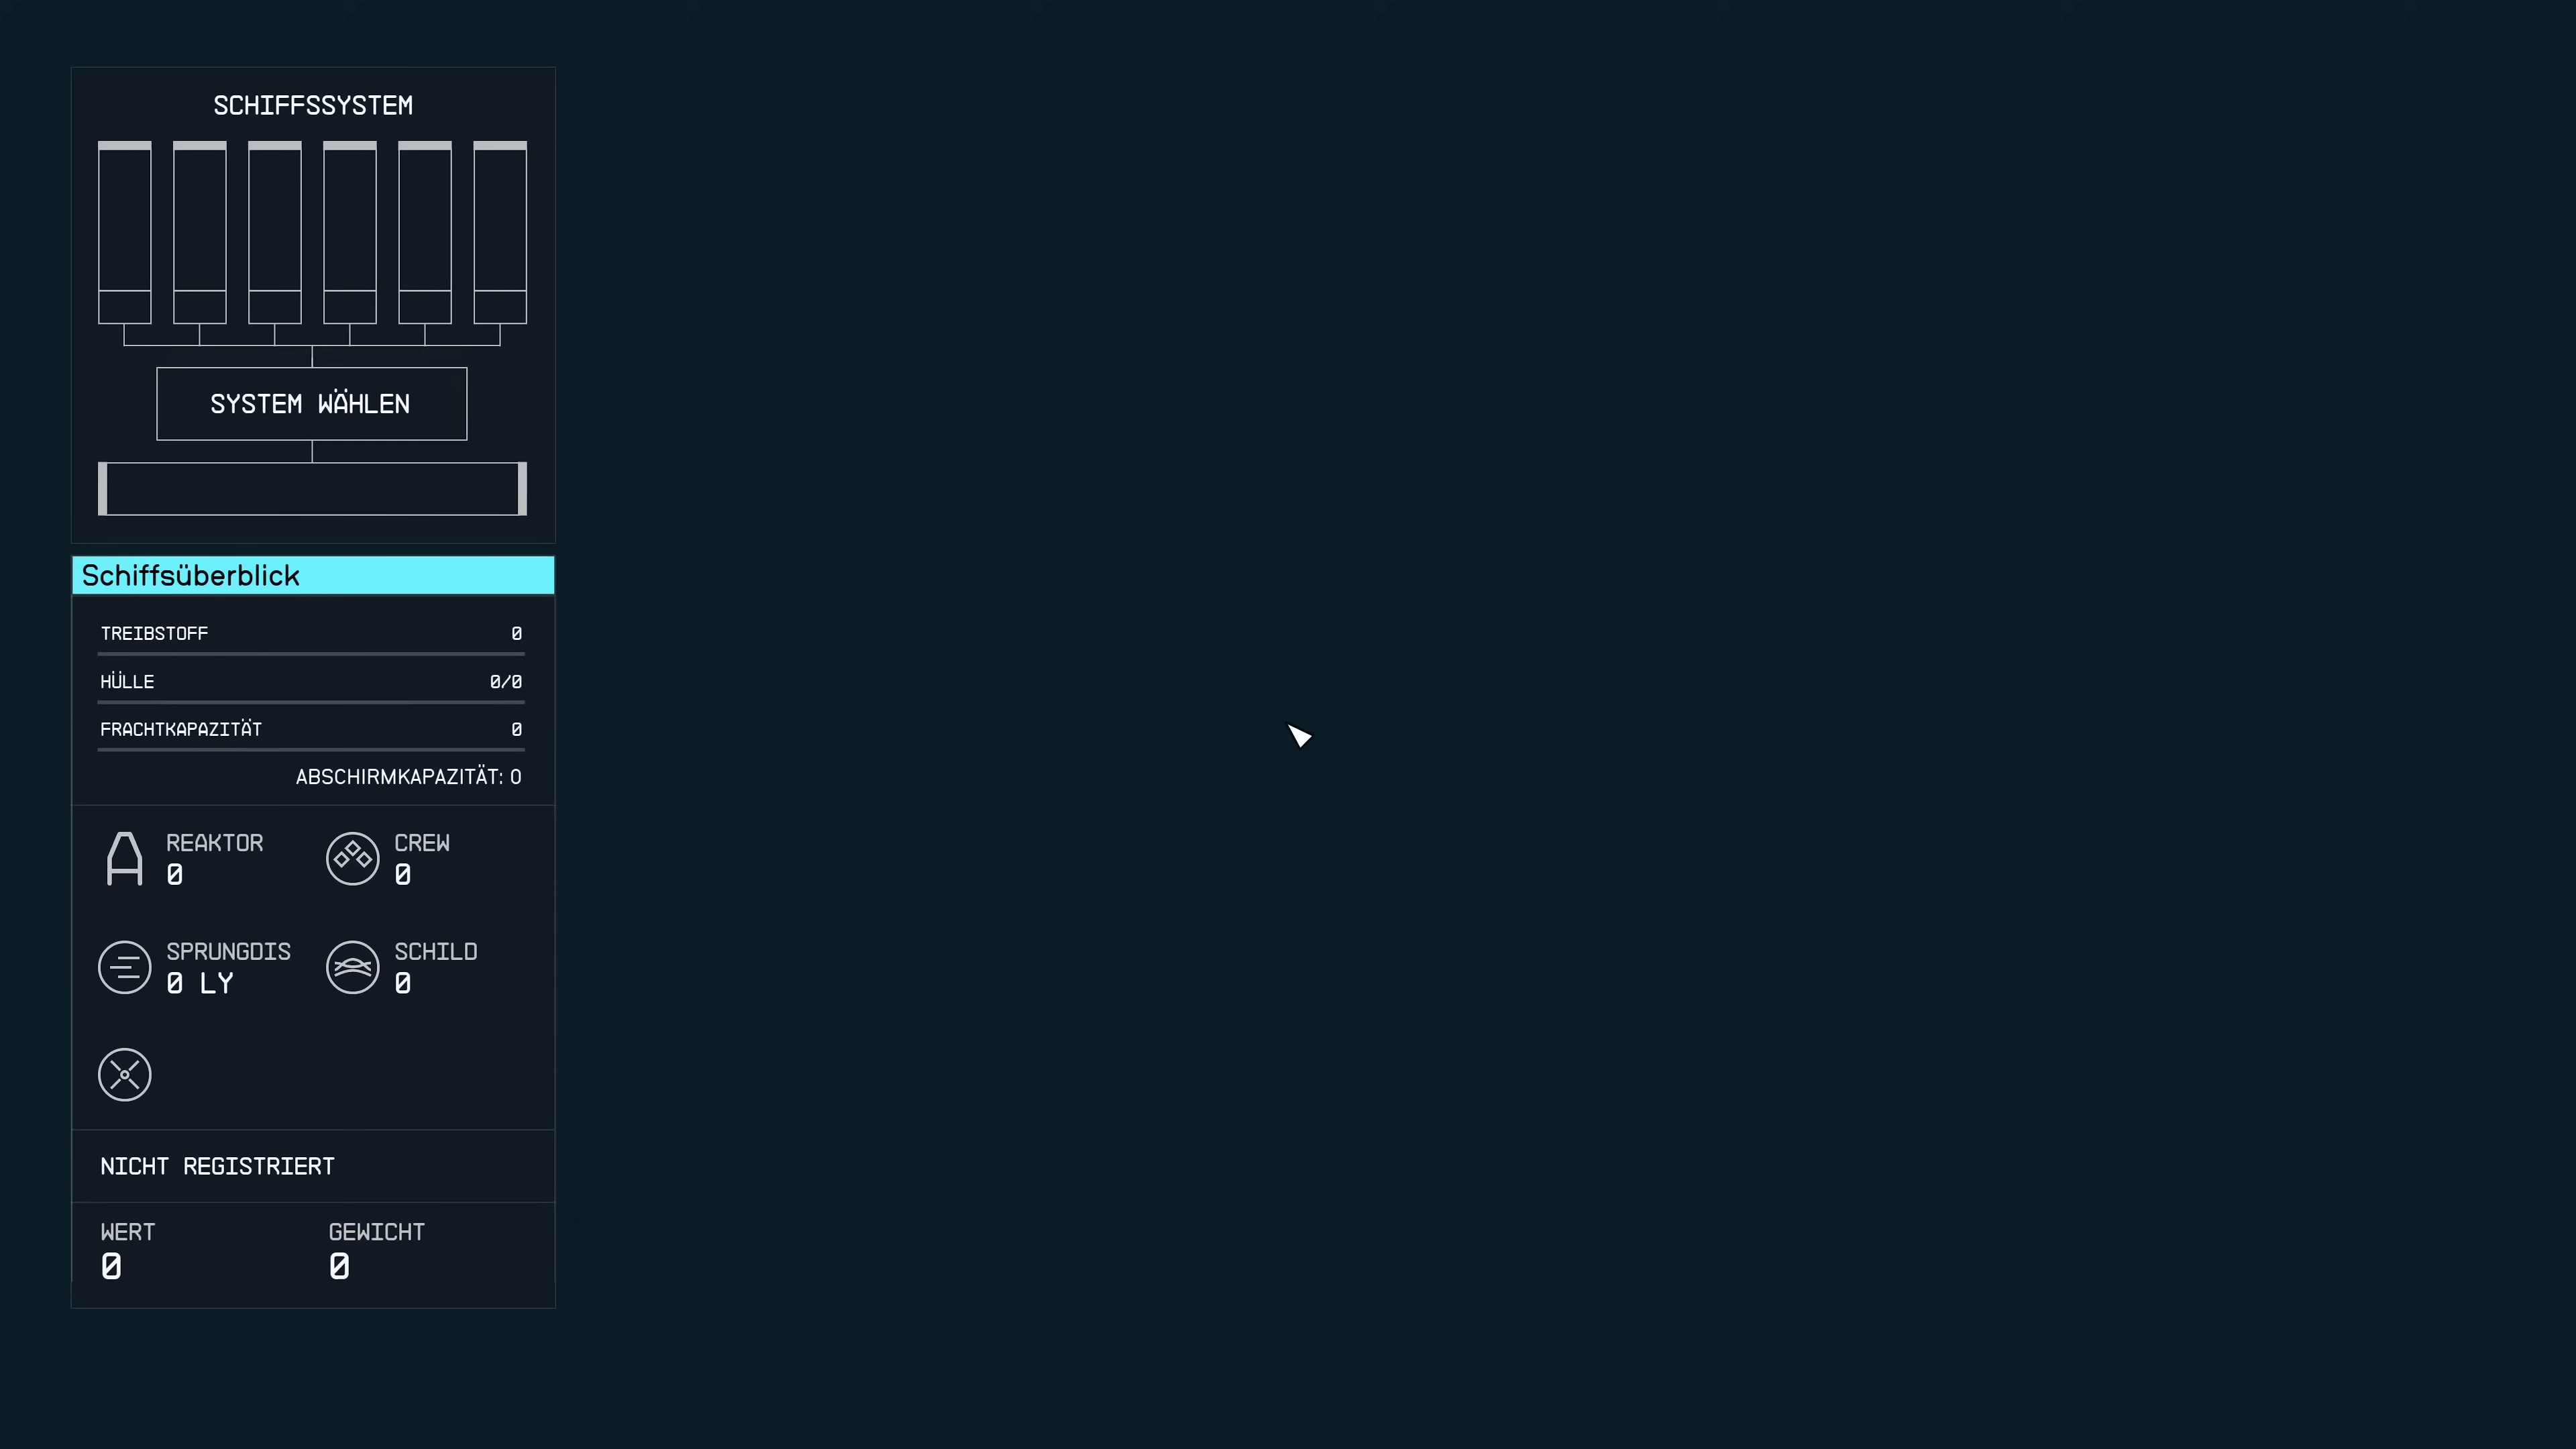 SCHIFFSSYSTEM
SYSTEM WÄHLEN
Schiffsüberblick
TREIBSTOFF 0
HÜLLE 0/0
FRACHTKAPAZITÄT 0
ABSCHIRMKAPAZITÄT: 0
REAKTOR CREW
0 0
SPRUNGDIS SCHILD
0 LY 0
NICHT REGISTRIERT
WERT GEWICHT
0 0